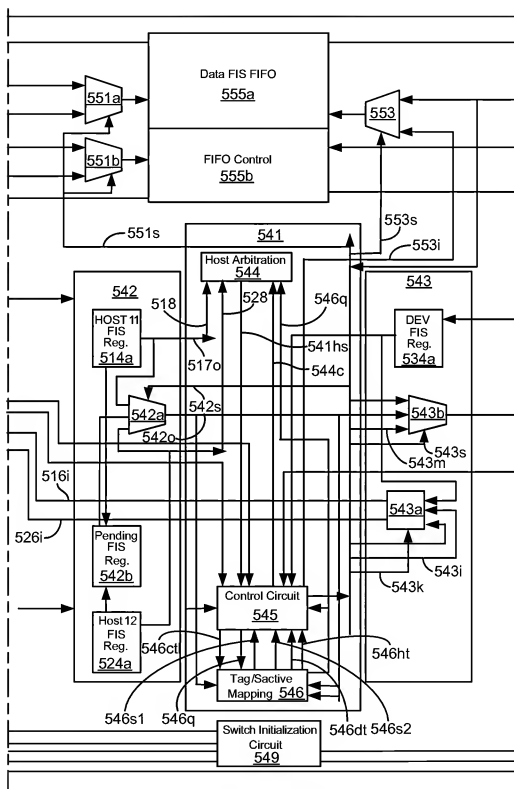 Data FIS FIFO
555a
551a
553
551b
FIFO Control
555b
551s
553s
553i
541
Host Arbitration
544
542
543
518
528
546q
HOST 11
FIS
Reg.
514a
541hs
DEV
FIS
Reg.
534a
517o
544c
542a
542s
542o
543b
543s
543m
516i
543a
526i
Pending
FIS
Reg.
542b
543i
543k
Control Circuit
545
Host 12
FIS
Reg.
524a
546ctl
546ht
Tag/Sactive
Mapping 546
546s1
546q
546dt
546s2
Switch Initialization
Circuit
549